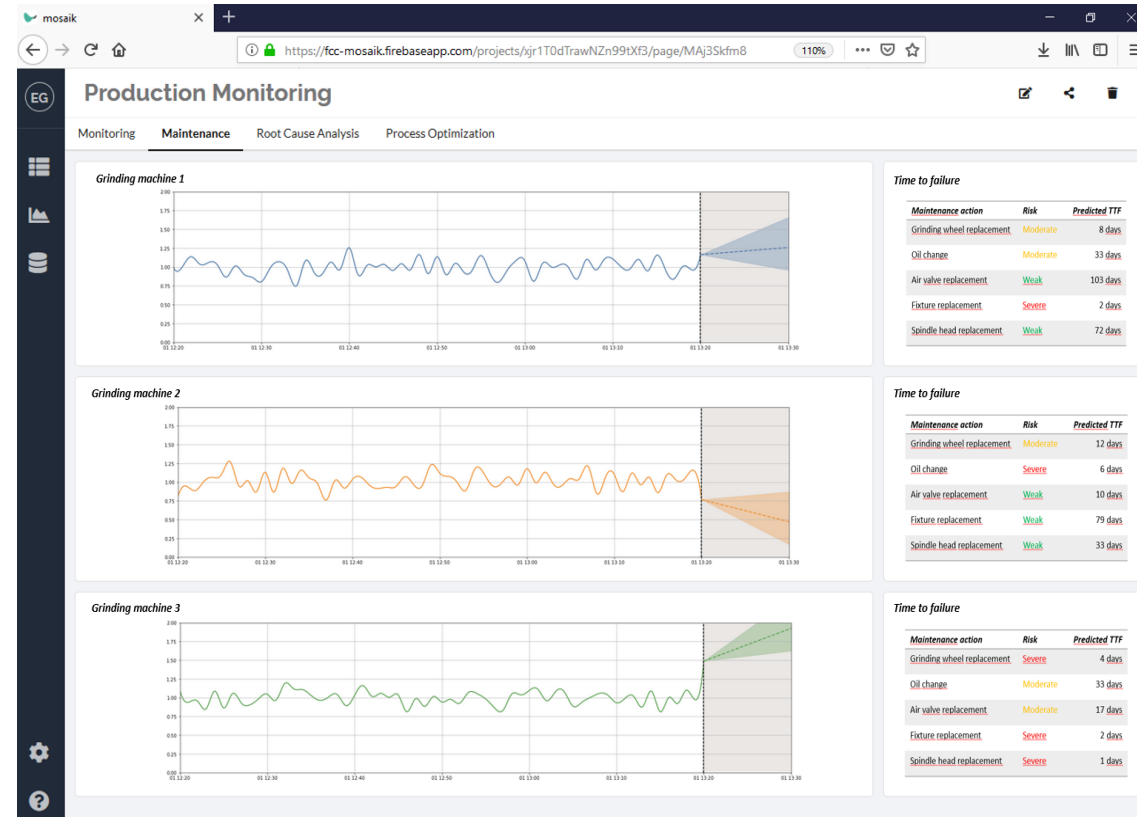 mosaik
https://fcc-mosaik.firebaseapp.com/projects/xjr1T0dTrawNZn99tXf3/page/MAj3Skfm8
110%
EG
Production Monitoring
Monitoring Maintenance Root Cause Analysis Process Optimization
Grinding machine 1
2.00
1.75
1.50
1.25
1.00
0.75
0.50
0.25
0.00
01 12:20 01 12:30 01 12:40 01 12:50 01 13:00 01 13:10 01 13:20 01 13:30
Time to failure
Maintenance action Risk Predicted TTF
Grinding wheel replacement Moderate 8 days
Oil change Moderate 33 days
Air valve replacement Weak 103 days
Fixture replacement Severe 2 days
Spindle head replacement Weak 72 days
Grinding machine 2
2.00
1.75
1.50
1.25
1.00
0.75
0.50
0.25
0.00
01 12:20 01 12:30 01 12:40 01 12:50 01 13:00 01 13:10 01 13:20 01 13:30
Time to failure
Maintenance action Risk Predicted TTF
Grinding wheel replacement Moderate 12 days
Oil change Severe 6 days
Air valve replacement Weak 10 days
Fixture replacement Weak 79 days
Spindle head replacement Weak 33 days
Grinding machine 3
2.00
1.75
1.50
1.25
1.00
0.75
0.50
0.25
0.00
01 12:20 01 12:30 01 12:40 01 12:50 01 13:00 01 13:10 01 13:20 01 13:30
Time to failure
Maintenance action Risk Predicted TTF
Grinding wheel replacement Severe 4 days
Oil change Moderate 33 days
Air valve replacement Moderate 17 days
Fixture replacement Severe 2 days
Spindle head replacement Severe 1 days